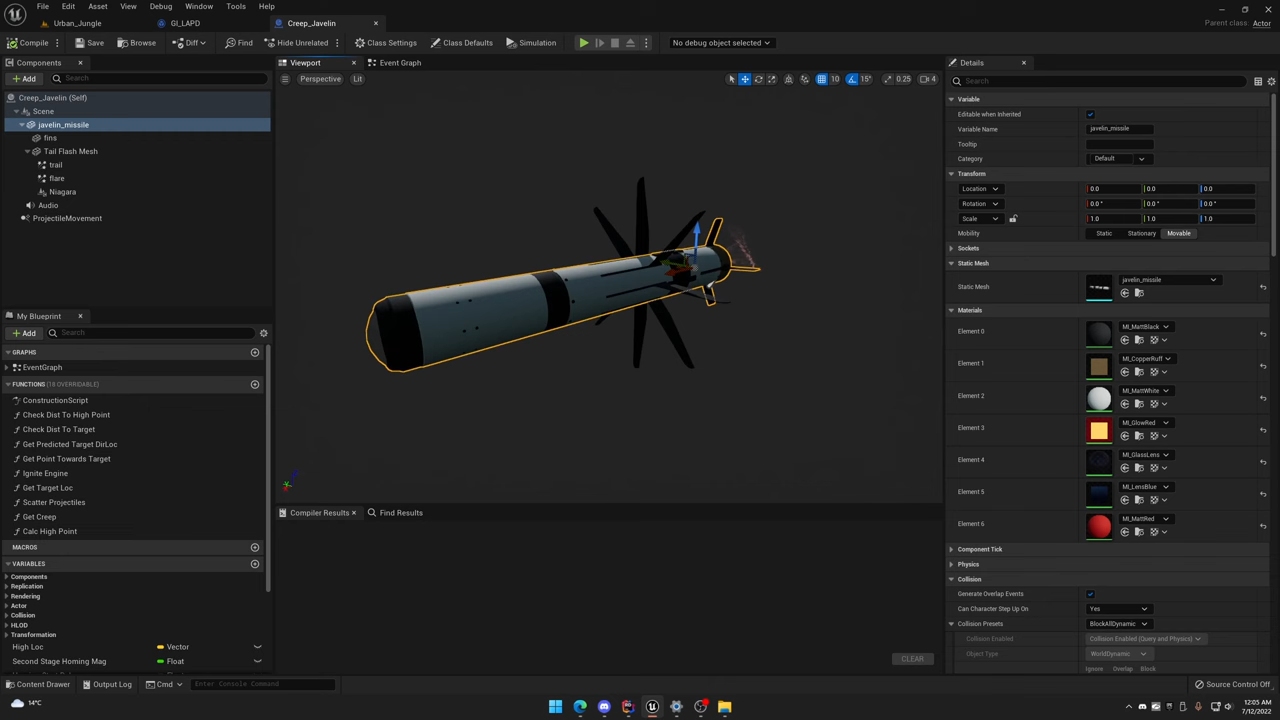 File Edit Asset View Debug Window Tools Help
Urban_Jungle GI_LAPD Creep_Javelin
Parent class: Actor
Compile Save Browse Diff Find Hide Unrelated Class Settings Class Defaults Simulation No debug object selected
Components
Add Search
Creep_Javelin (Self)
Scene
javelin_missile
fins
Tail Flash Mesh
trail
flare
Niagara
Audio
ProjectileMovement
My Blueprint
Add Search
GRAPHS
EventGraph
FUNCTIONS (18 OVERRIDABLE)
ConstructionScript
Check Dist To High Point
Check Dist To Target
Get Predicted Target DirLoc
Get Point Towards Target
Ignite Engine
Get Target Loc
Scatter Projectiles
Get Creep
Calc High Point
MACROS
VARIABLES
Components
Replication
Rendering
Actor
Collision
HLOD
Transformation
High Loc Vector
Second Stage Homing Mag Float
Viewport Event Graph
Perspective Lit
10 15° 0.25 4
Compiler Results Find Results
CLEAR
Details
Search
Variable
Editable when Inherited
Variable Name javelin_missile
Tooltip
Category Default
Transform
Location 0.0 0.0 0.0
Rotation 0.0 ° 0.0 ° 0.0 °
Scale 1.0 1.0 1.0
Mobility Static Stationary Movable
Sockets
Static Mesh
Static Mesh javelin_missile
Materials
Element 0 MI_MattBlack
Element 1 MI_CopperRuff
Element 2 MI_MattWhite
Element 3 MI_GlowRed
Element 4 MI_GlassLens
Element 5 MI_LensBlue
Element 6 MI_MattRed
Component Tick
Physics
Collision
Generate Overlap Events
Can Character Step Up On Yes
Collision Presets BlockAllDynamic
Collision Enabled Collision Enabled (Query and Physics)
Object Type WorldDynamic
Ignore Overlap Block
Content Drawer Output Log Cmd Enter Console Command
Source Control Off
14°C
12:05 AM
7/12/2022